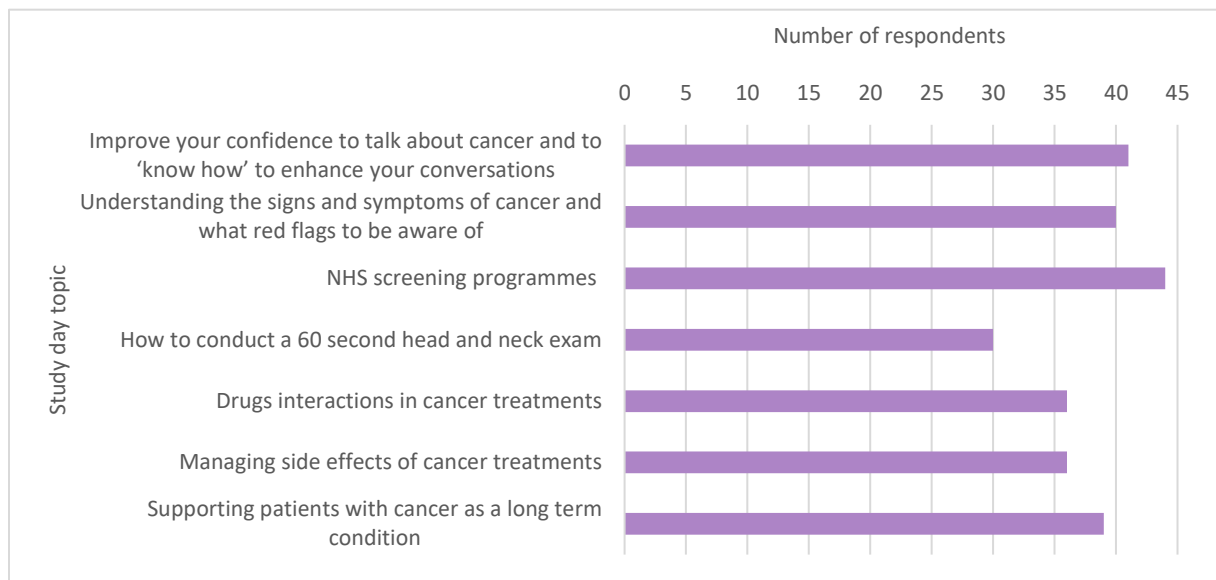 Number of respondents
0 5 10 15 20 25 30 35 40 45
Improve your confidence to talk about cancer and to
‘know how’ to enhance your conversations
Understanding the signs and symptoms of cancer and
what red flags to be aware of
NHS screening programmes
How to conduct a 60 second head and neck exam
Drugs interactions in cancer treatments
Managing side effects of cancer treatments
Supporting patients with cancer as a long term
condition
Study day topic